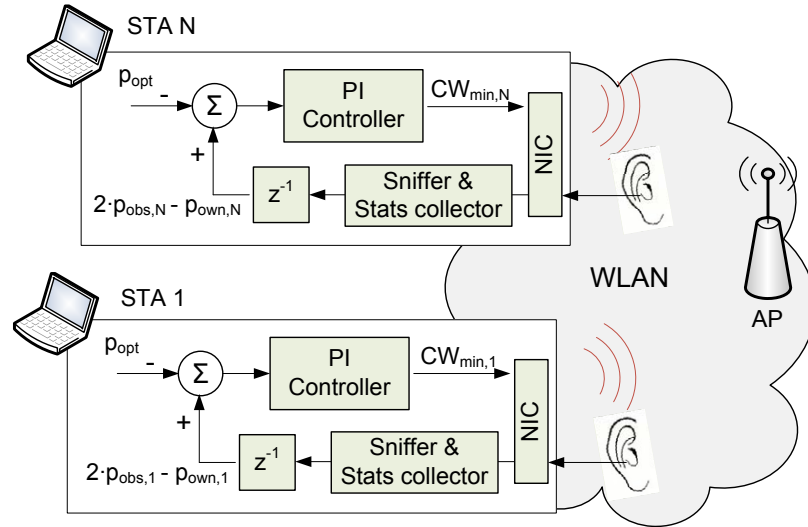 STA N
p_opt
-
Σ
+
PI
Controller
CW_min,N
NIC
Sniffer &
Stats collector
z^-1
2·p_obs,N - p_own,N
WLAN
AP
STA 1
p_opt
-
Σ
+
PI
Controller
CW_min,1
NIC
Sniffer &
Stats collector
z^-1
2·p_obs,1 - p_own,1